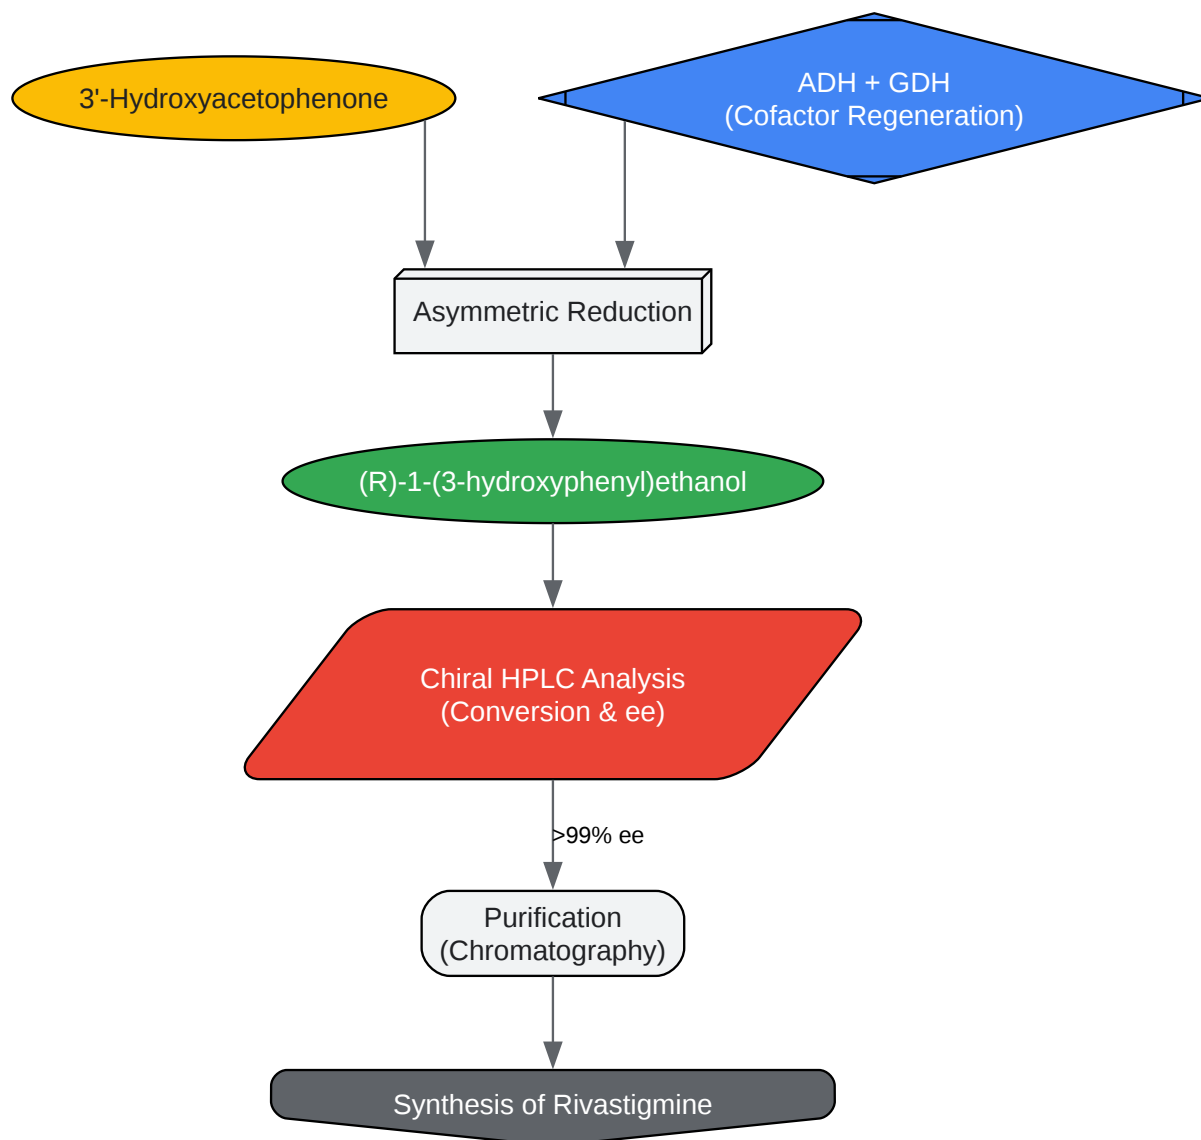 3'-Hydroxyacetophenone
ADH + GDH
(Cofactor Regeneration)
Asymmetric Reduction
(R)-1-(3-hydroxyphenyl)ethanol
Chiral HPLC Analysis
(Conversion & ee)
>99% ee
Purification
(Chromatography)
Synthesis of Rivastigmine